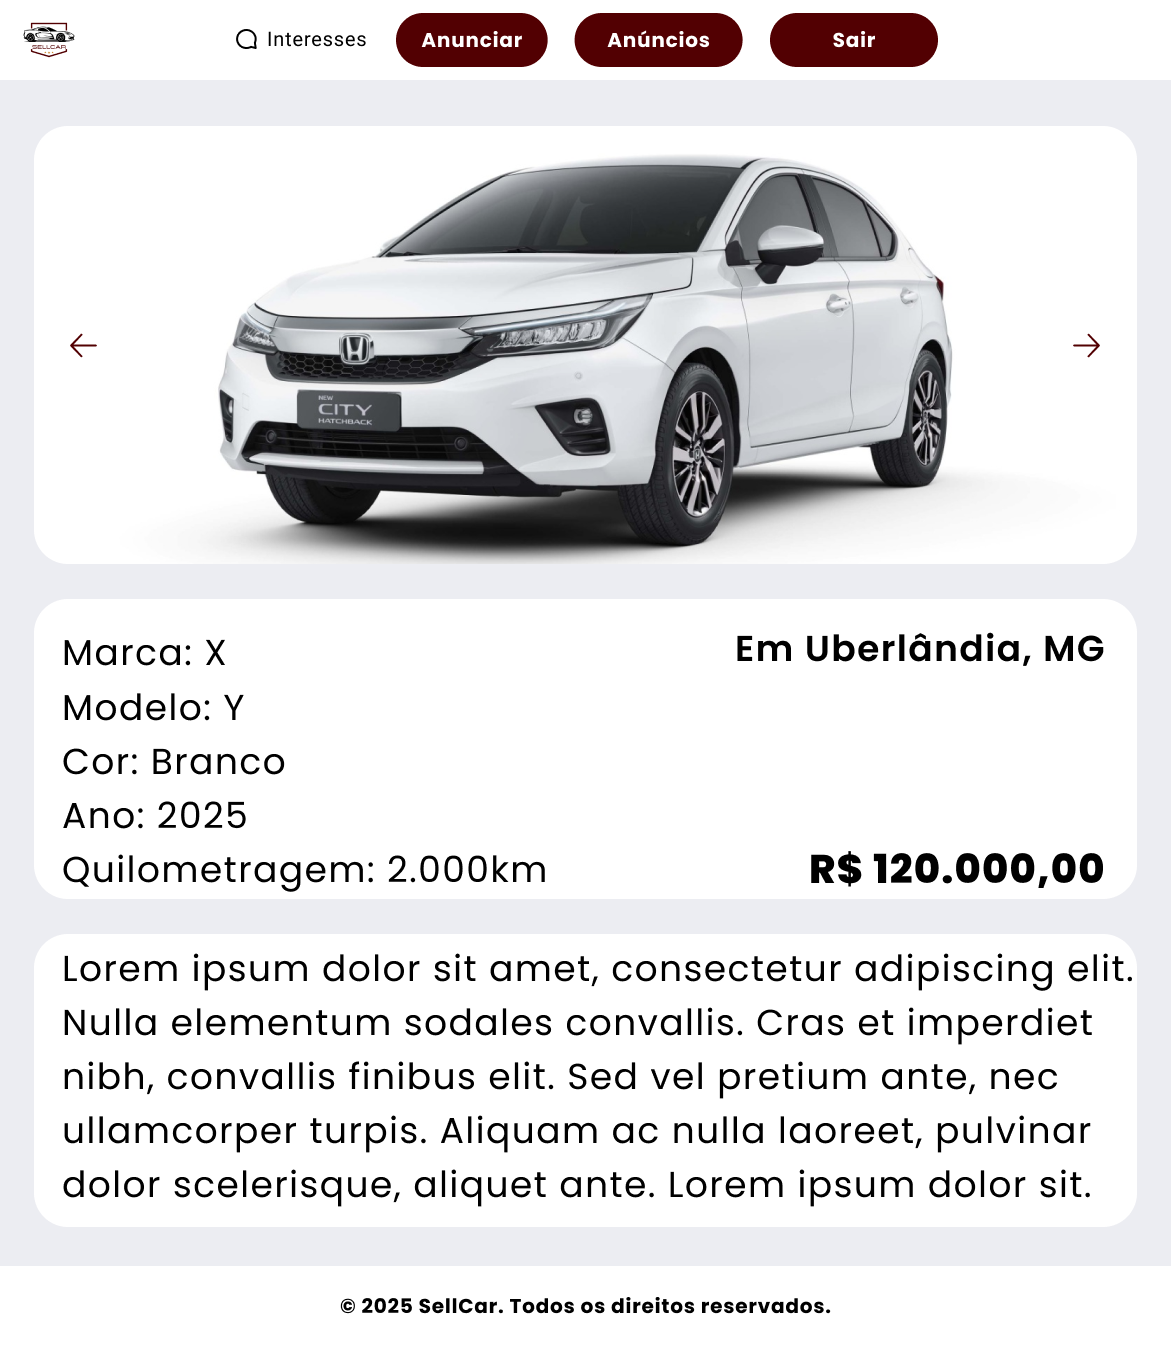 SELLCAR
Interesses
Anunciar
Anúncios
Sair
NEW
CITY
HATCHBACK
Marca: X
Em Uberlândia, MG
Modelo: Y
Cor: Branco
Ano: 2025
Quilometragem: 2.000km
R$ 120.000,00
Lorem ipsum dolor sit amet, consectetur adipiscing elit.
Nulla elementum sodales convallis. Cras et imperdiet
nibh, convallis finibus elit. Sed vel pretium ante, nec
ullamcorper turpis. Aliquam ac nulla laoreet, pulvinar
dolor scelerisque, aliquet ante. Lorem ipsum dolor sit.
© 2025 SellCar. Todos os direitos reservados.